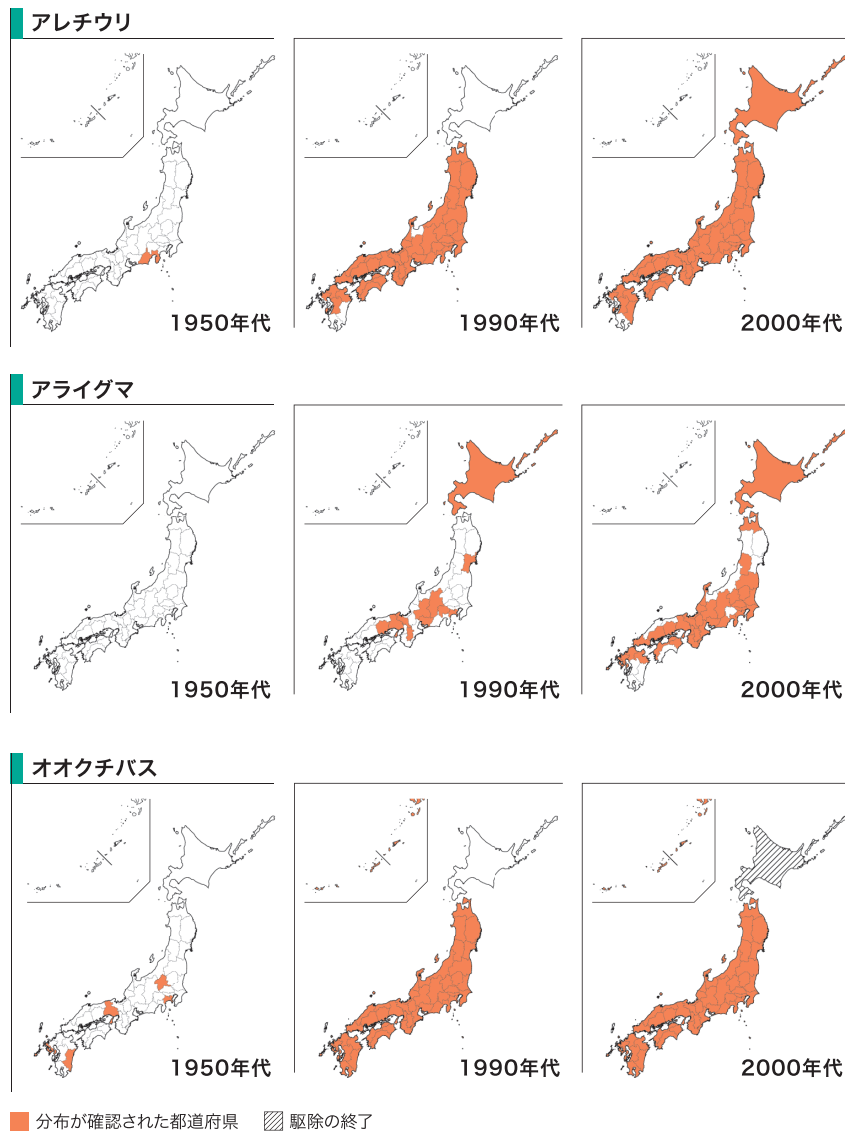 アレチウリ
1950年代
1990年代
2000年代
アライグマ
1950年代
1990年代
2000年代
オオクチバス
1950年代
1990年代
2000年代
分布が確認された都道府県
駆除の終了